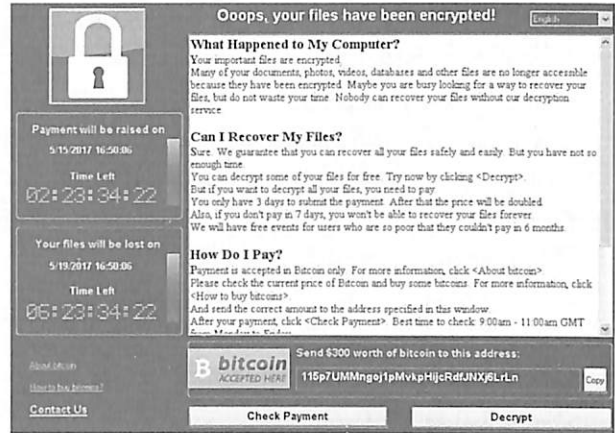 Ooops, your files have been encrypted!
English
Payment will be raised on
5/15/2017 16:50:06
Time Left
02:23:34:22
Your files will be lost on
5/19/2017 16:50:06
Time Left
06:23:34:22
About bitcoin
How to buy bitcoins?
Contact Us
What Happened to My Computer?
Your important files are encrypted.
Many of your documents, photos, videos, databases and other files are no longer accessible
because they have been encrypted. Maybe you are busy looking for a way to recover your
files, but do not waste your time. Nobody can recover your files without our decryption
service.
Can I Recover My Files?
Sure. We guarantee that you can recover all your files safely and easily. But you have not so
enough time.
You can decrypt some of your files for free. Try now by clicking <Decrypt>.
But if you want to decrypt all your files, you need to pay.
You only have 3 days to submit the payment. After that the price will be doubled.
Also, if you don't pay in 7 days, you won't be able to recover your files forever.
We will have free events for users who are so poor that they couldn't pay in 6 months.
How Do I Pay?
Payment is accepted in Bitcoin only. For more information, click <About bitcoin>.
Please check the current price of Bitcoin and buy some bitcoins. For more information, click
<How to buy bitcoins>.
And send the correct amount to the address specified in this window.
After your payment, click <Check Payment>. Best time to check: 9:00am - 11:00am GMT
from Monday to Friday.
bitcoin
ACCEPTED HERE
Send $300 worth of bitcoin to this address:
115p7UMMngoj1pMvkpHijcRdfJNXj6LrLn
Copy
Check Payment
Decrypt